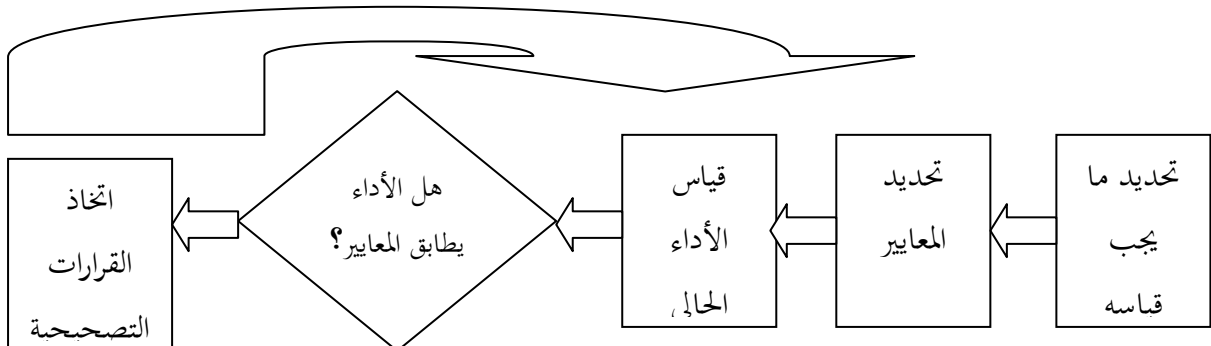 تحديد ما
يجب
قياسه
تحديد
المعايير
قياس
الأداء
الحالي
هل الأداء
يطابق المعايير؟
اتخاذ
القرارات
التصحيحية